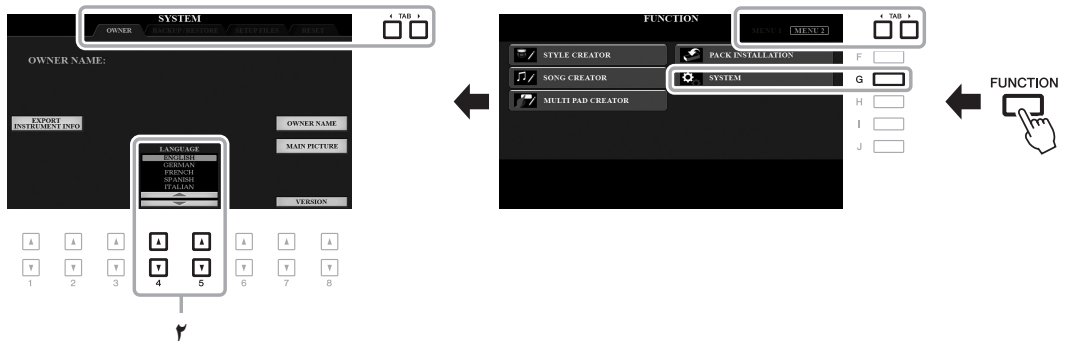 FUNCTION
FUNCTION
MENU 1 MENU 2
TAB
STYLE CREATOR
SONG CREATOR
MULTI PAD CREATOR
PACK INSTALLATION
SYSTEM
F
G
H
I
J
SYSTEM
OWNER BACKUP/RESTORE SETUP FILES RESET
TAB
OWNER NAME:
EXPORT
INSTRUMENT INFO
OWNER NAME
MAIN PICTURE
LANGUAGE
ENGLISH
GERMAN
FRENCH
SPANISH
ITALIAN
VERSION
1 2 3 4 5 6 7 8
٢